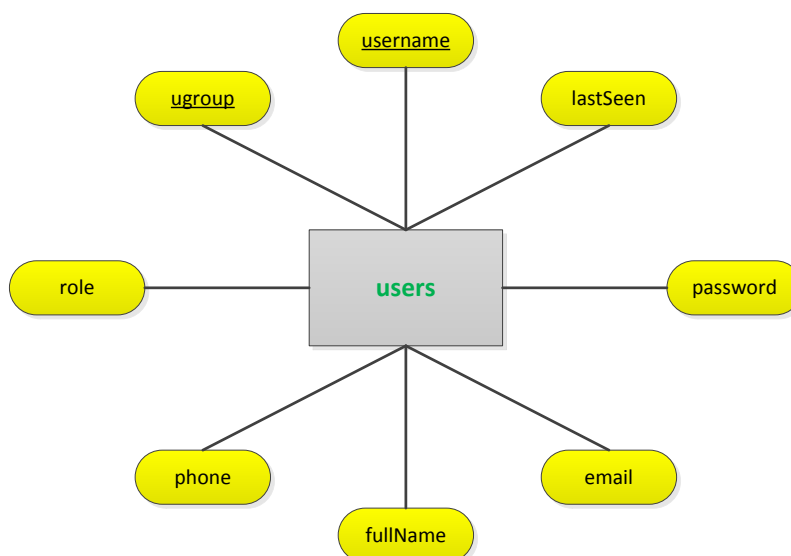 username
ugroup
lastSeen
role
users
password
phone
email
fullName